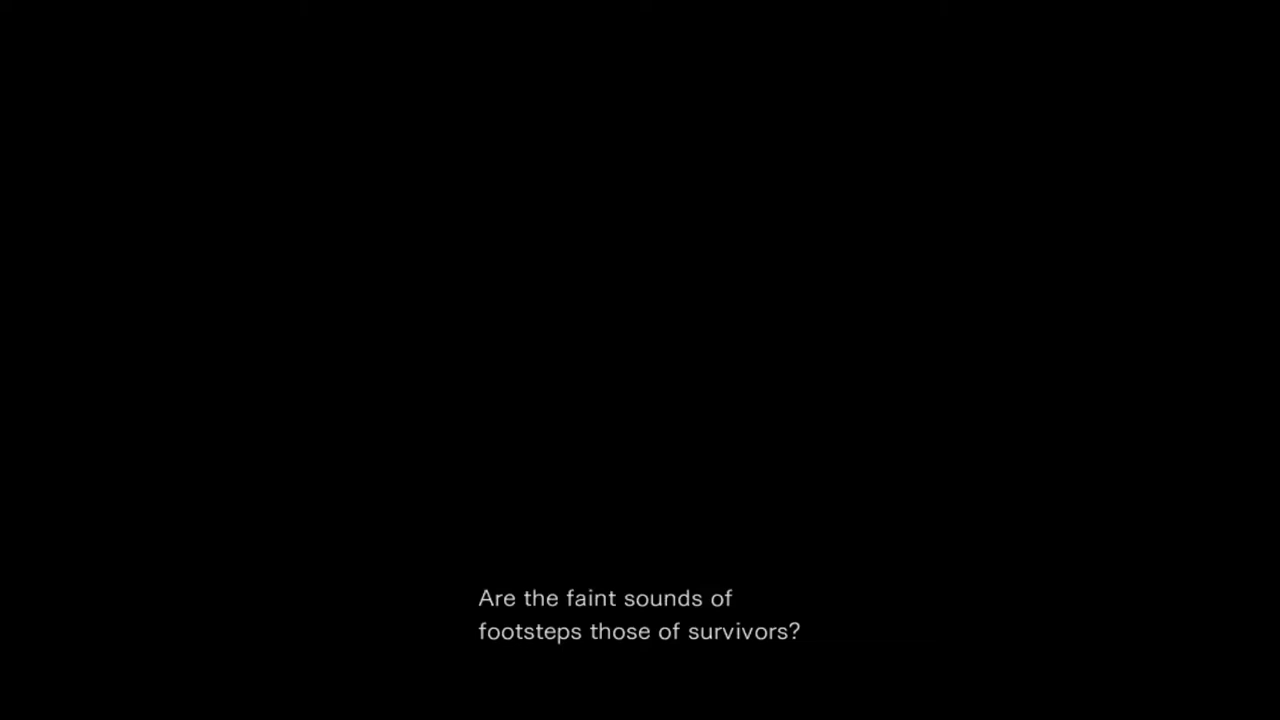 Are the faint sounds of
footsteps those of survivors?